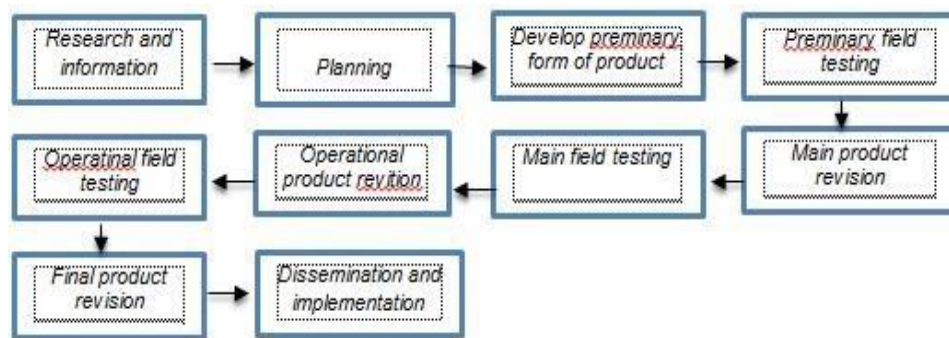 Research and
information
Planning
Develop preminary
form of product
Preminary field
testing
Operatinal field
testing
Operational
product revition
Main field testing
Main product
revision
Final product
revision
Dissemination and
implementation